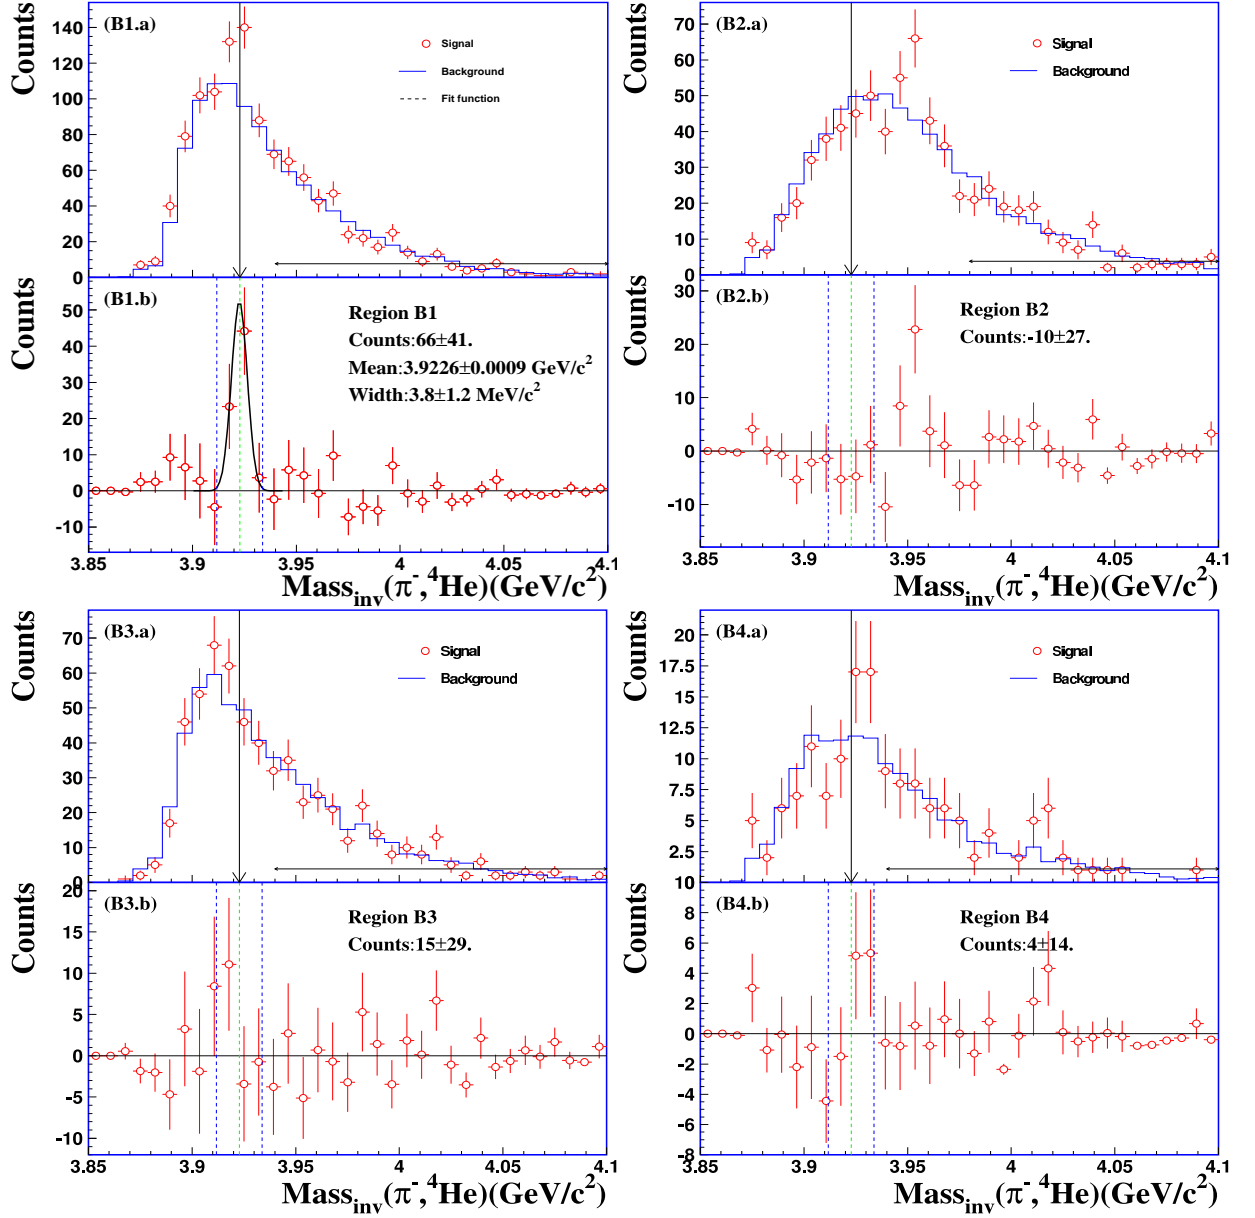 Counts
(B1.a)
Signal
Background
Fit function
140
120
100
80
60
40
20
0
Counts
(B1.b)
Region B1
Counts:66±41.
Mean:3.9226±0.0009 GeV/c²
Width:3.8±1.2 MeV/c²
50
40
30
20
10
0
-10
3.85 3.9 3.95 4 4.05 4.1
Mass_inv(π⁻,⁴He)(GeV/c²)
Counts
(B2.a)
Signal
Background
70
60
50
40
30
20
10
0
Counts
(B2.b)
Region B2
Counts:-10±27.
30
20
10
0
-10
3.85 3.9 3.95 4 4.05 4.1
Mass_inv(π⁻,⁴He)(GeV/c²)
Counts
(B3.a)
Signal
Background
70
60
50
40
30
20
10
0
Counts
(B3.b)
Region B3
Counts:15±29.
20
15
10
5
0
-5
-10
3.85 3.9 3.95 4 4.05 4.1
Mass_inv(π⁻,⁴He)(GeV/c²)
Counts
(B4.a)
Signal
Background
20
17.5
15
12.5
10
7.5
5
2.5
Counts
(B4.b)
Region B4
Counts:4±14.
10
8
6
4
2
0
-2
-4
-6
-8
3.85 3.9 3.95 4 4.05 4.1
Mass_inv(π⁻,⁴He)(GeV/c²)